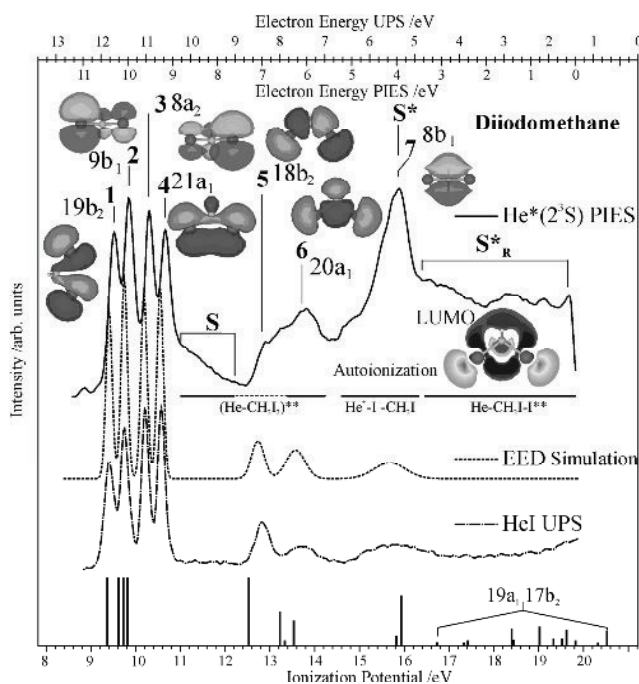 Electron Energy UPS /eV
13 12 11 10 9 8 7 6 5 4 3 2 1 0
11 10 9 8 7 6 5 4 3 2 1 0
Electron Energy PIES /eV
Diiodomethane
S*
3 8a₂
7 8b₁
9b₁ 2
4 21a₁
5 18b₂
1
19b₂
He*(2³S) PIES
6
20a₁
S*R
S
LUMO
Autoionization
(He-CH₂I₂)**
He⁺-I⁻-CH₂I
He-CH₂I-I**
EED Simulation
HeI UPS
19a₁ 17b₂
Intensity /arb. units
8 9 10 11 12 13 14 15 16 17 18 19 20
Ionization Potential /eV